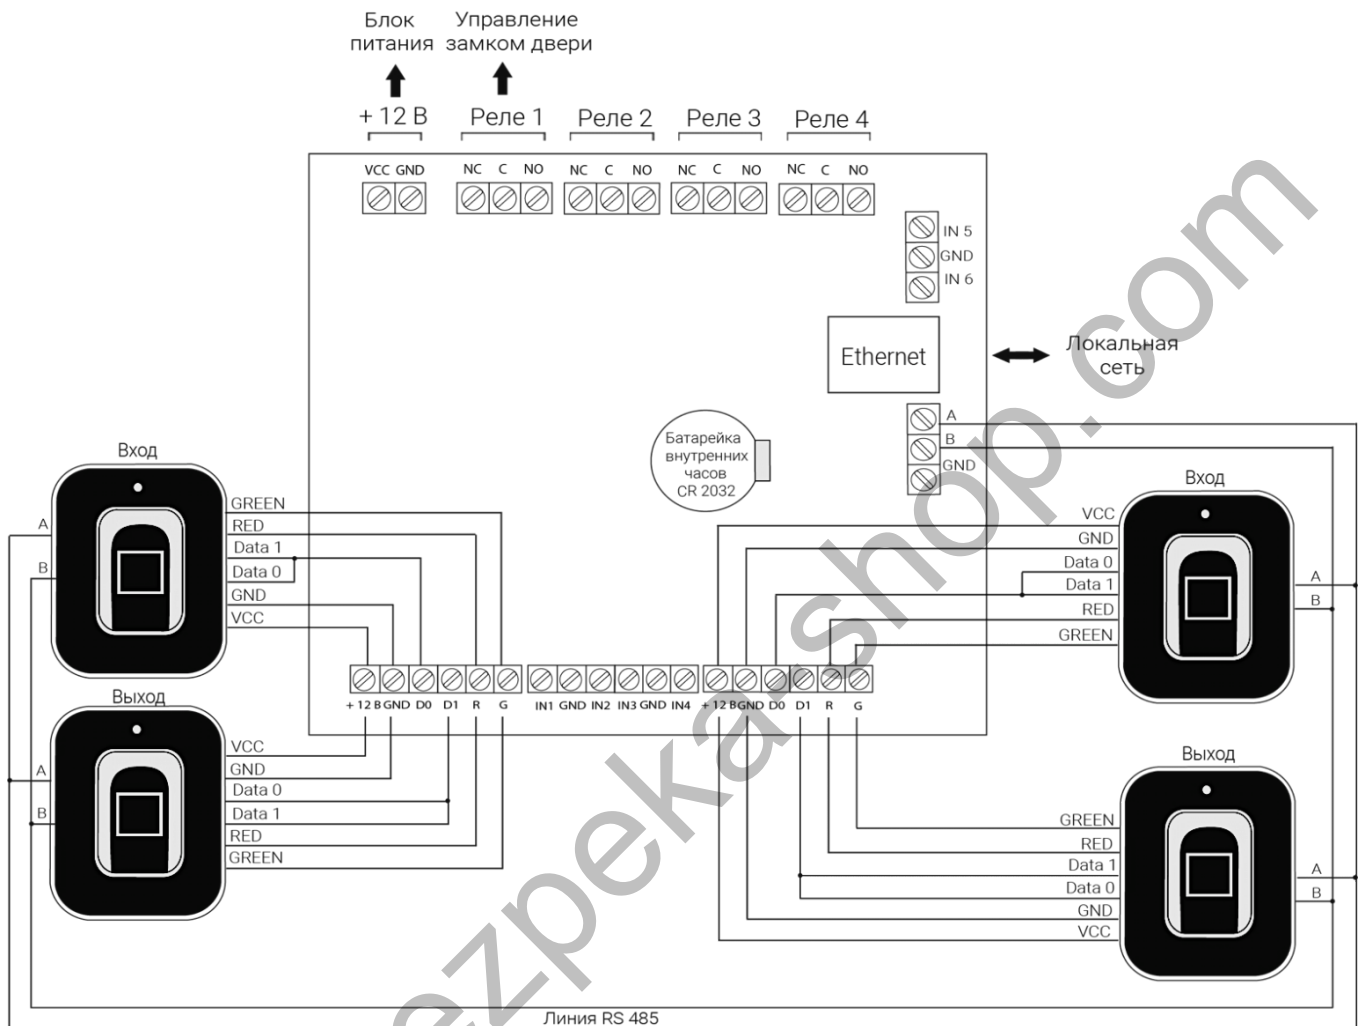 Блок питания
Управление замком двери
+ 12 В
Реле 1
Реле 2
Реле 3
Реле 4
VCC GND
NC C NO
NC C NO
NC C NO
NC C NO
IN 5
GND
IN 6
Ethernet
Локальная сеть
A
B
GND
Батарейка
внутренних
часов
CR 2032
Вход
A
B
GREEN
RED
Data 1
Data 0
GND
VCC
Вход
VCC
GND
Data 0
Data 1
RED
GREEN
A
B
+ 12 В GND D0 D1 R G
IN1 GND IN2 IN3 GND IN4
+ 12 В GND D0 D1 R G
Выход
A
B
VCC
GND
Data 0
Data 1
RED
GREEN
Выход
GREEN
RED
Data 1
Data 0
GND
VCC
A
B
Линия RS 485
ezpeka-shop.com